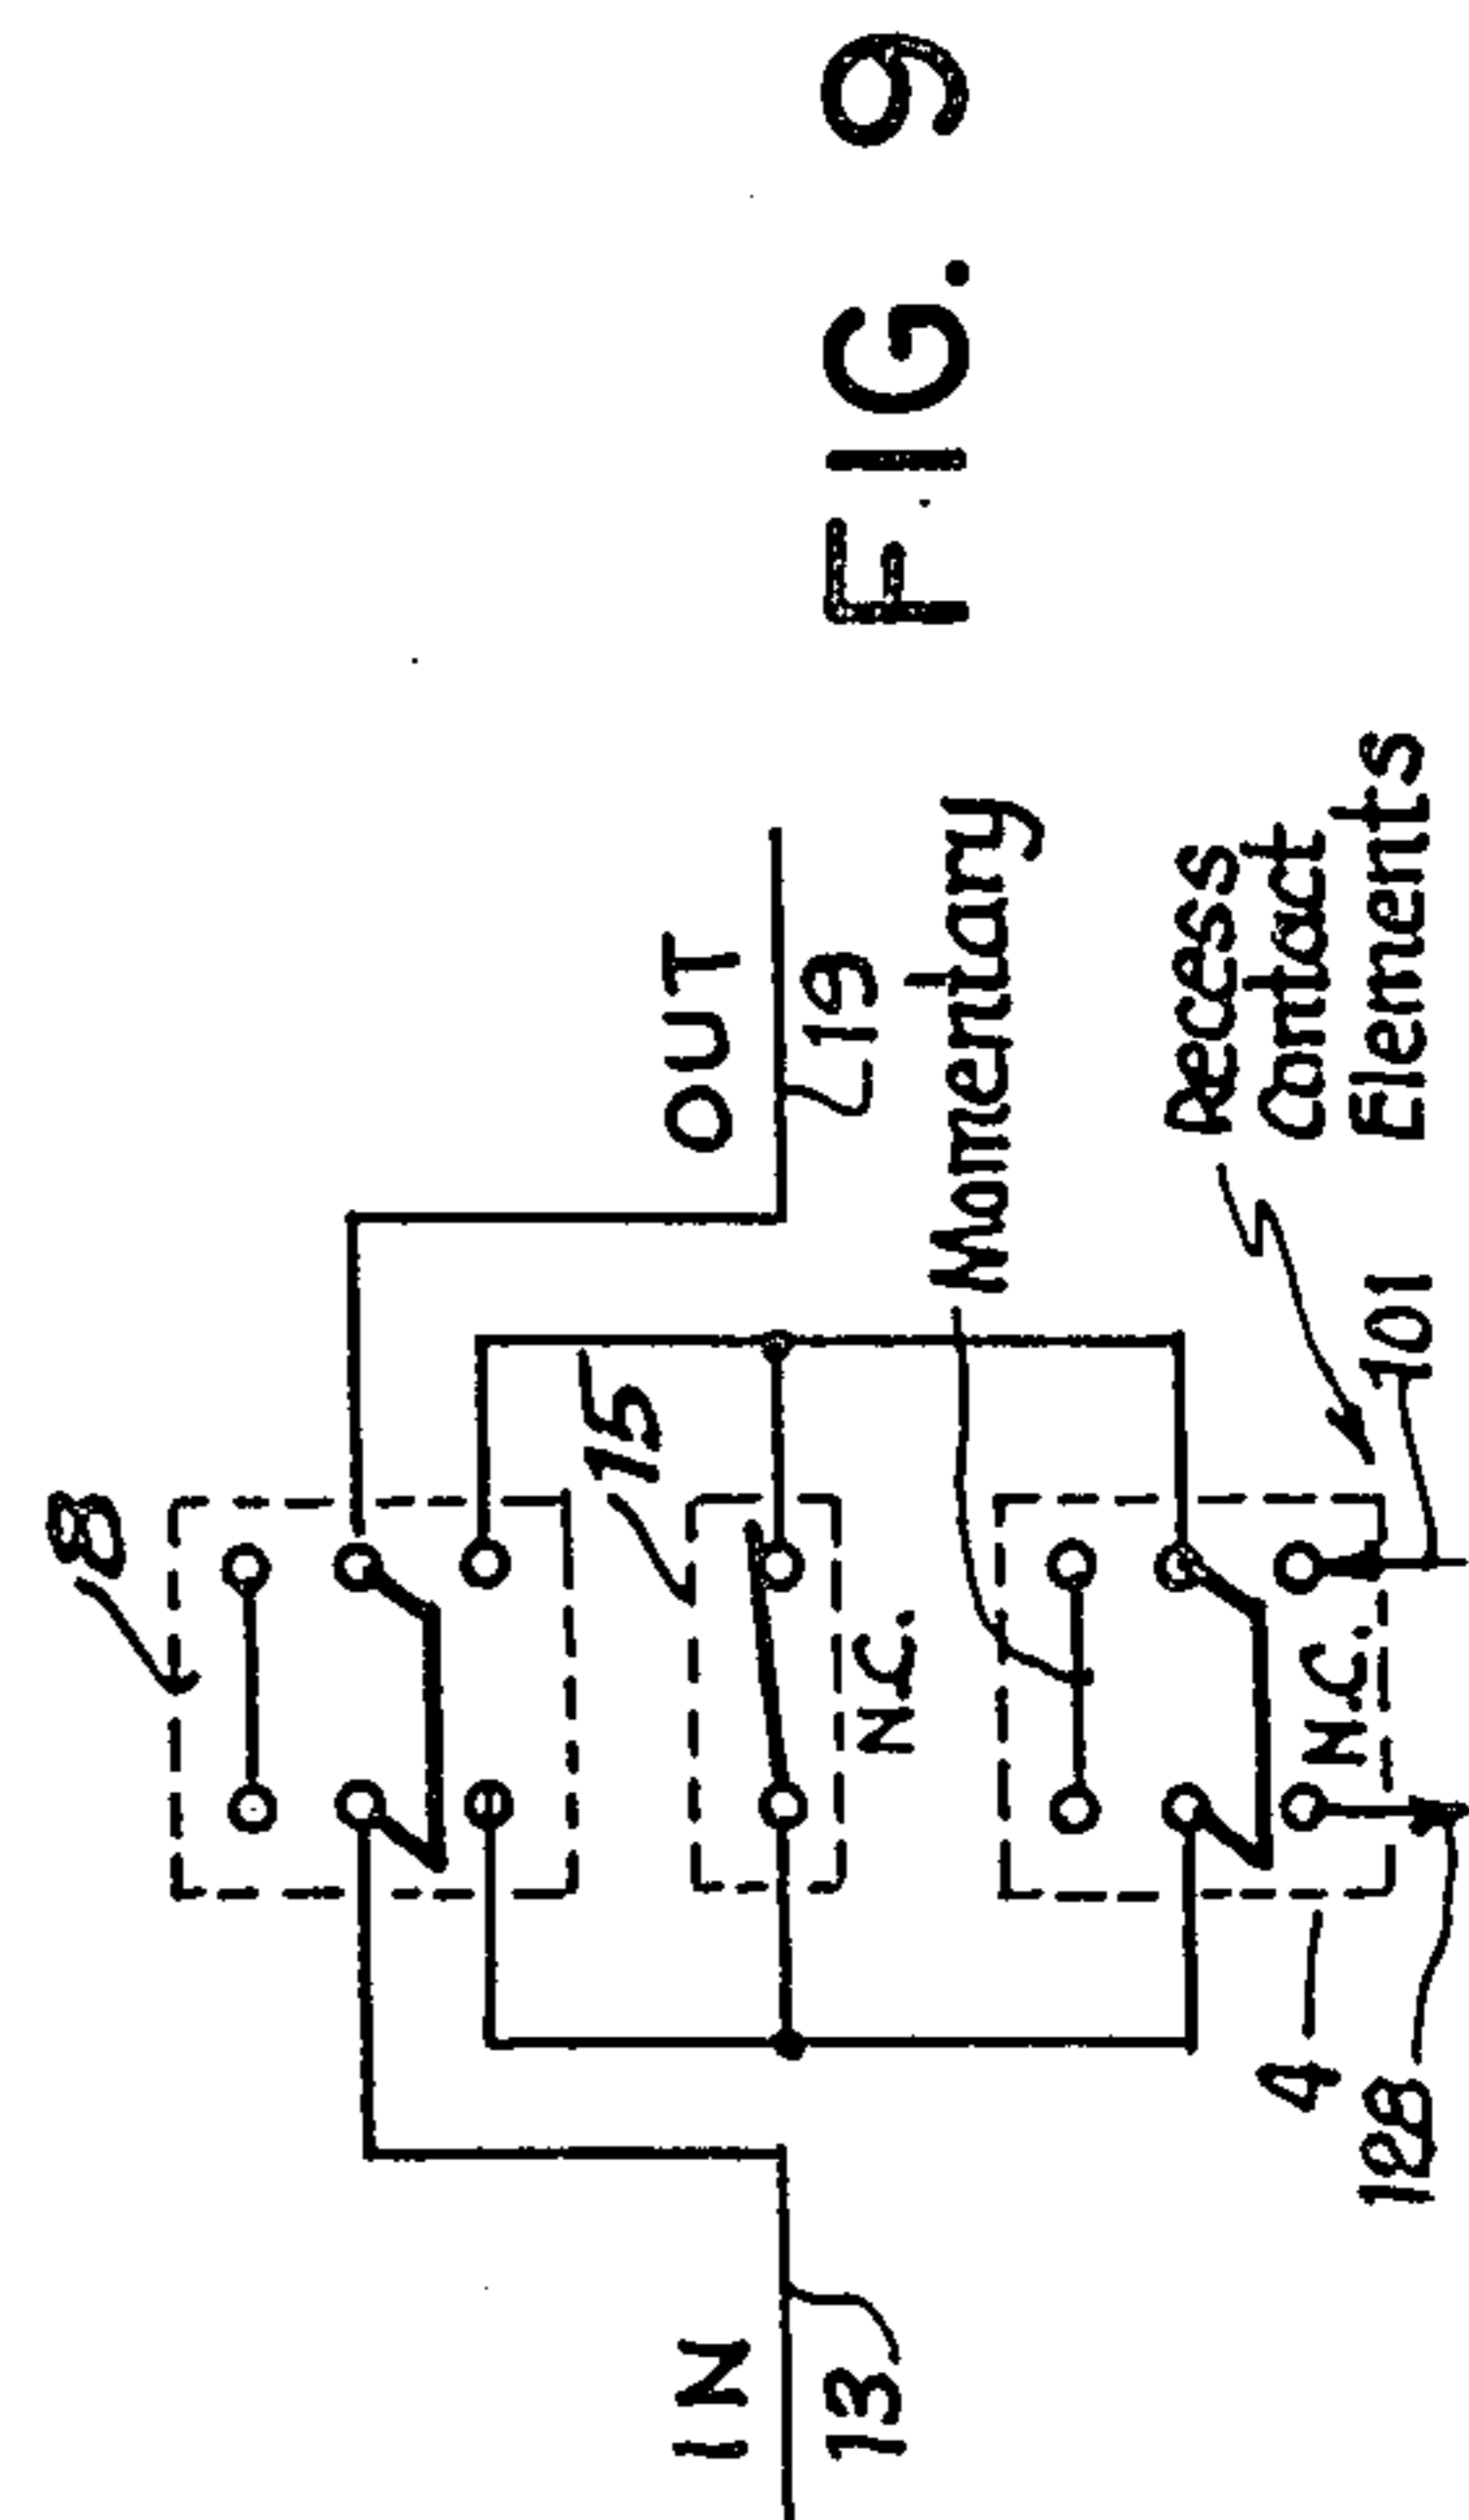 8
IN
15
OUT
13
19
N.C.
Momentary
Recess
Contact
Elements
4
N.C.
128
101
FIG. 9